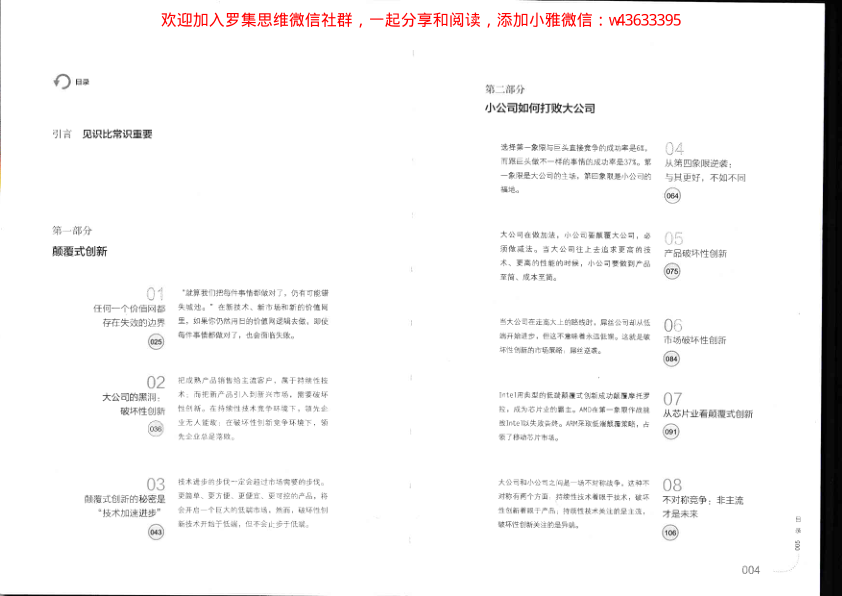 欢迎加入罗集思维微信社群，一起分享和阅读，添加小雅微信：w43633395
目录
引言 见识比常识重要
第一部分
颠覆式创新
01
任何一个价值网都
存在失效的边界
025
“就算我们把每件事情都做对了，仍有可能错
失城池。”在新技术、新市场和新的价值网
里，如果你仍然用旧的价值网逻辑去做，即使
每件事情都做对了，也会面临失败。
02
大公司的黑洞：
破坏性创新
036
把成熟产品销售给主流客户，属于持续性技
术；而把新产品引入到新兴市场，需要破坏
性创新。在持续性技术竞争环境下，领先企
业无人能敌；在破坏性创新竞争环境下，领
先企业总是落败。
03
颠覆式创新的秘密是
“技术加速进步”
043
技术进步的步伐一定会超过市场需要的步伐。
更简单、更方便、更便宜、更可控的产品，将
会开启一个巨大的低端市场。然而，破坏性创
新技术开始于低端，但不会止步于低端。
第二部分
小公司如何打败大公司
选择第一象限与巨头直接竞争的成功率是6%，
而跟巨头做不一样的事情的成功率是37%。第
一象限是大公司的主场，第四象限是小公司的
福地。
04
从第四象限逆袭：
与其更好，不如不同
064
大公司在做加法，小公司要颠覆大公司，必
须做减法。当大公司往上去追求更高的技
术、更高的性能的时候，小公司要做到产品
至简、成本至简。
05
产品破坏性创新
075
当大公司在走高大上的路线时，屌丝公司却从低
端开始进步，但这不意味着永远低端。这就是破
坏性创新的市场策略：屌丝逆袭。
06
市场破坏性创新
084
Intel用典型的低端颠覆式创新成功颠覆摩托罗
拉，成为芯片业的霸主。AMD在第一象限作战挑
战Intel以失败告终。ARM采取低端颠覆策略，占
领了移动芯片市场。
07
从芯片业看颠覆式创新
091
大公司和小公司之间是一场不对称战争。这种不
对称有两个方面：持续性技术着眼于技术，破坏
性创新着眼于产品；持续性技术关注的是主流，
破坏性创新关注的是异端。
08
不对称竞争：非主流
才是未来
106
目录 005
004